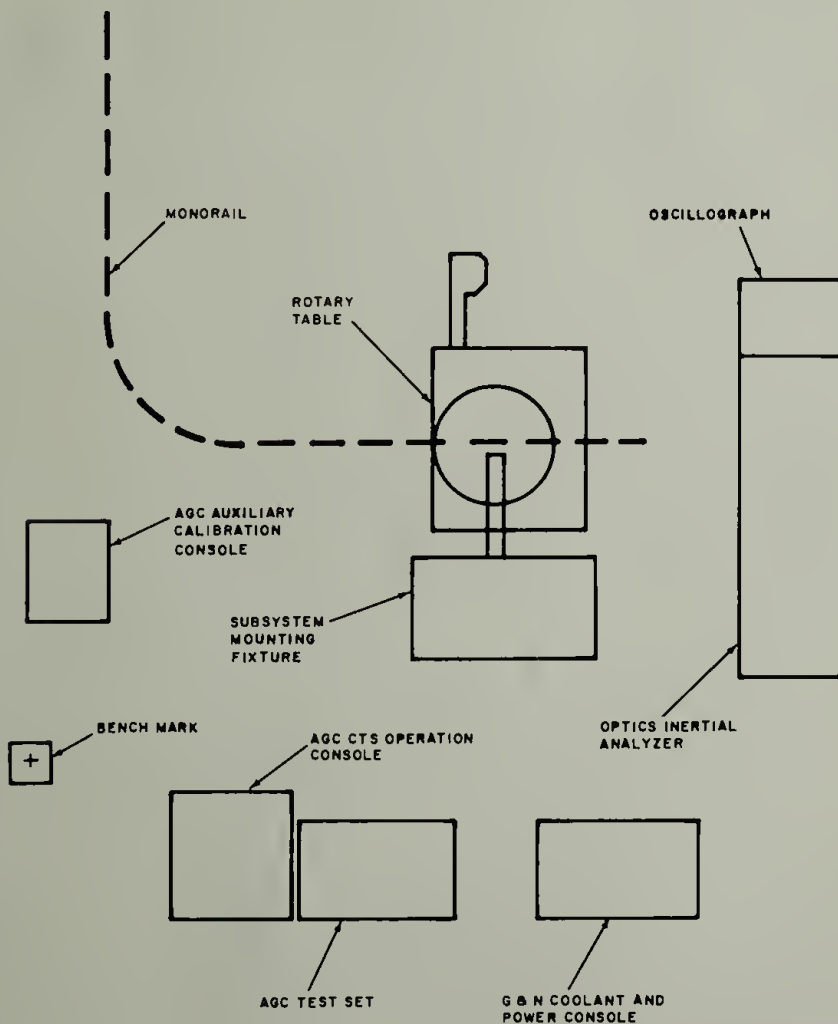 MONORAIL
OSCILLOGRAPH
ROTARY
TABLE
AGC AUXILIARY
CALIBRATION
CONSOLE
SUBSYSTEM
MOUNTING
FIXTURE
OPTICS INERTIAL
ANALYZER
BENCH MARK
+
AGC CTS OPERATION
CONSOLE
AGC TEST SET
G & N COOLANT AND
POWER CONSOLE